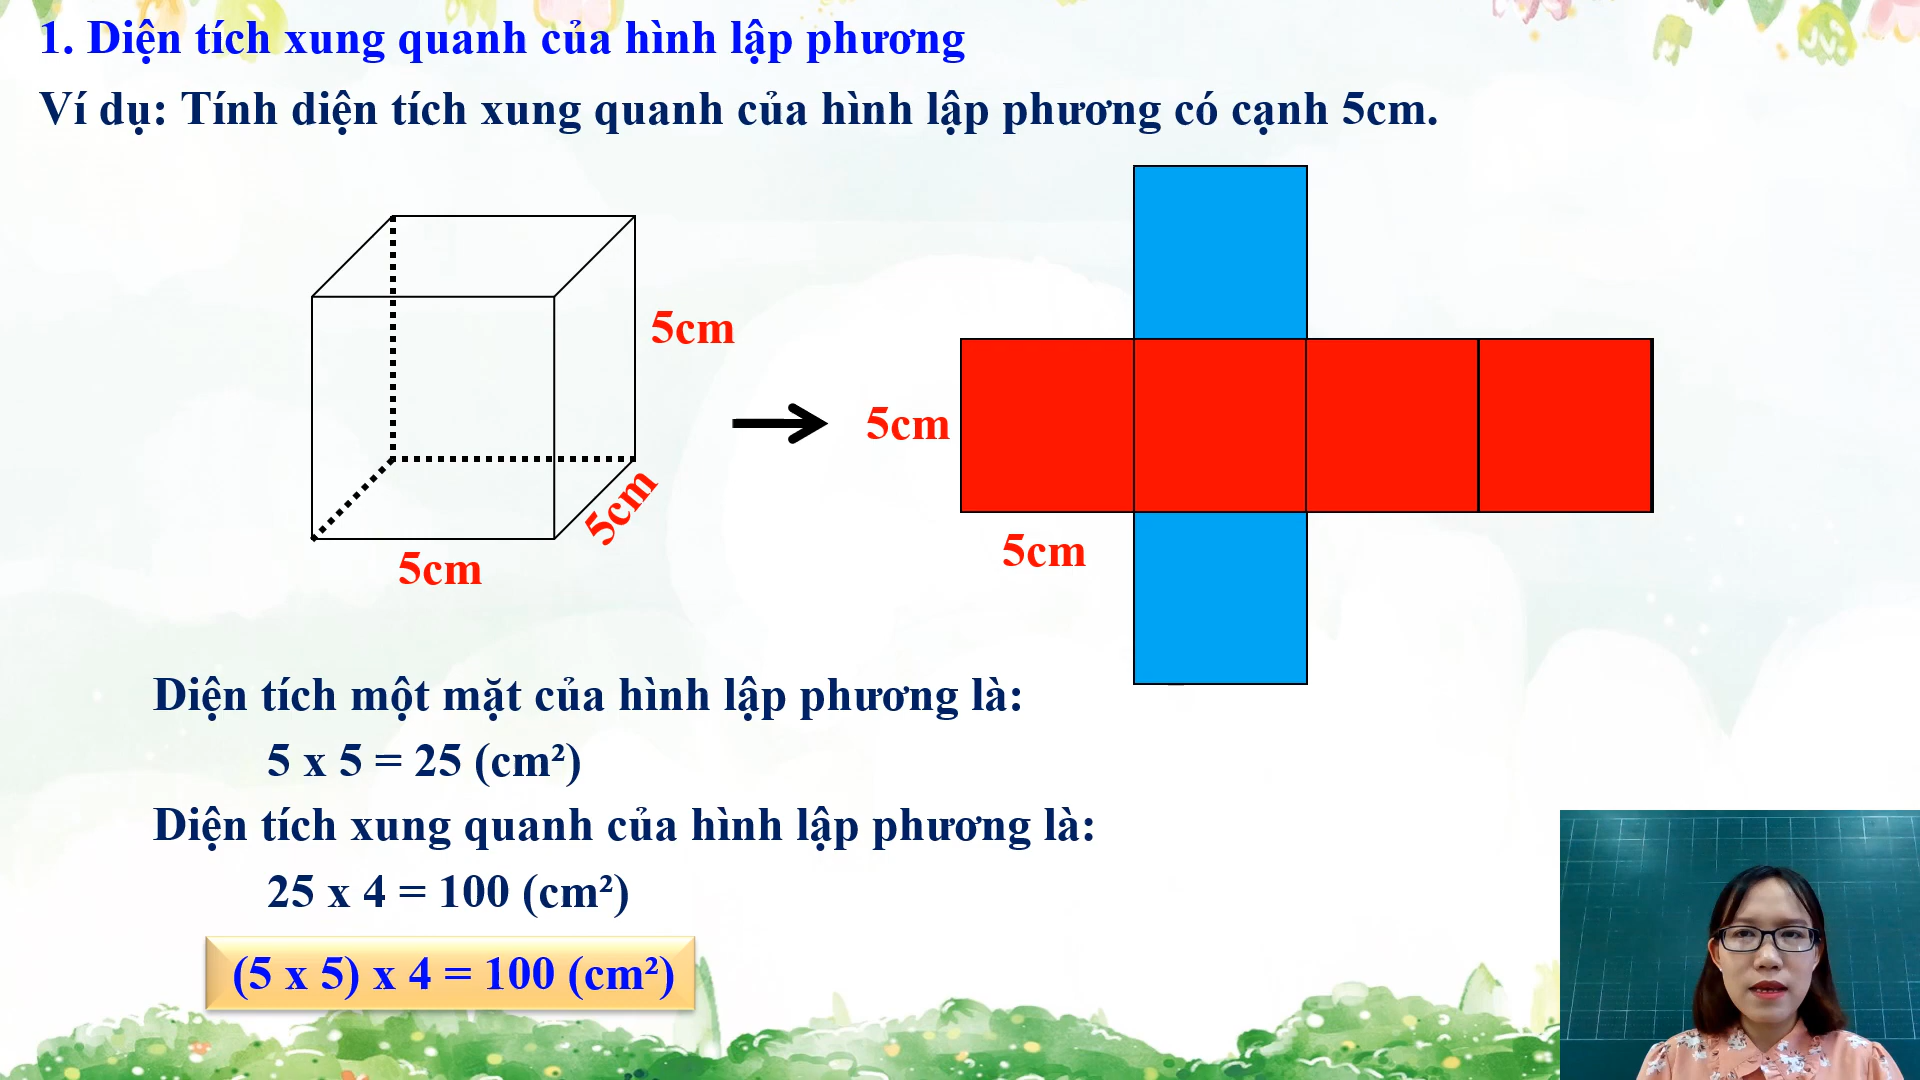 1. Diện tích xung quanh của hình lập phương
Ví dụ: Tính diện tích xung quanh của hình lập phương có cạnh 5cm.
5cm
5cm
5cm
5cm
5cm
Diện tích một mặt của hình lập phương là:
5 x 5 = 25 (cm²)
Diện tích xung quanh của hình lập phương là:
25 x 4 = 100 (cm²)
(5 x 5) x 4 = 100 (cm²)